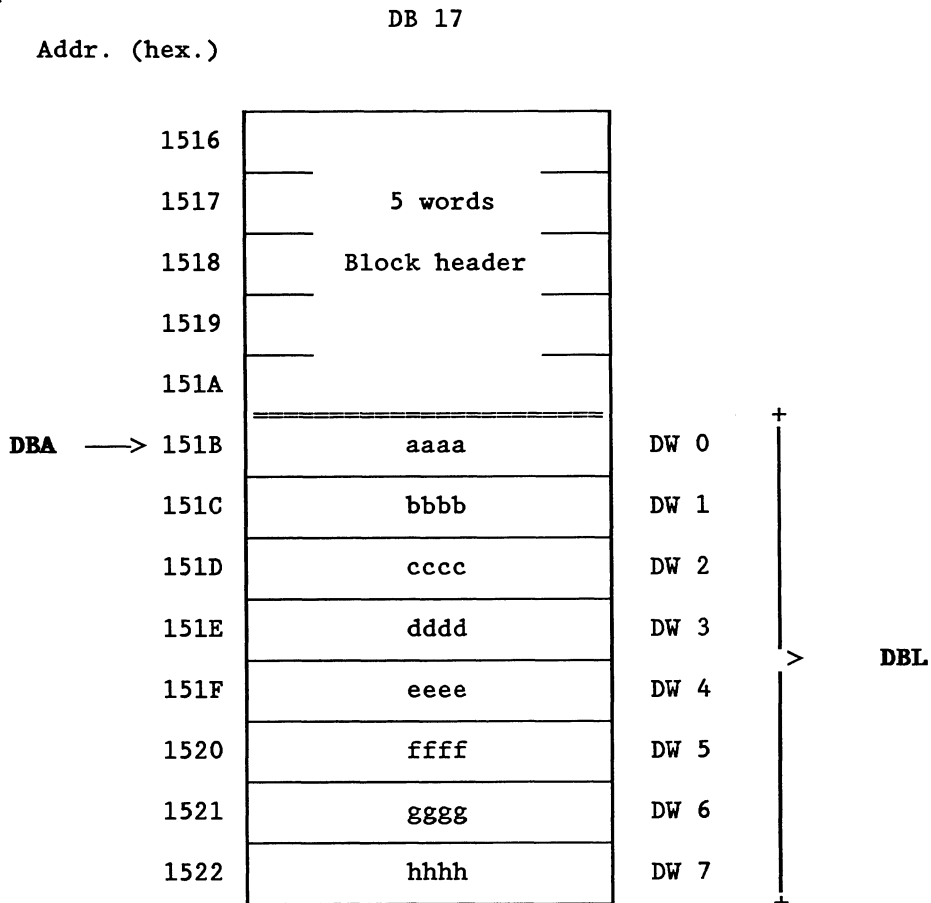 DB 17
Addr. (hex.)
1516
1517 5 words
1518 Block header
1519
151A
DBA ——> 151B aaaa DW 0
151C bbbb DW 1
151D cccc DW 2
151E dddd DW 3
> DBL
151F eeee DW 4
1520 ffff DW 5
1521 gggg DW 6
1522 hhhh DW 7